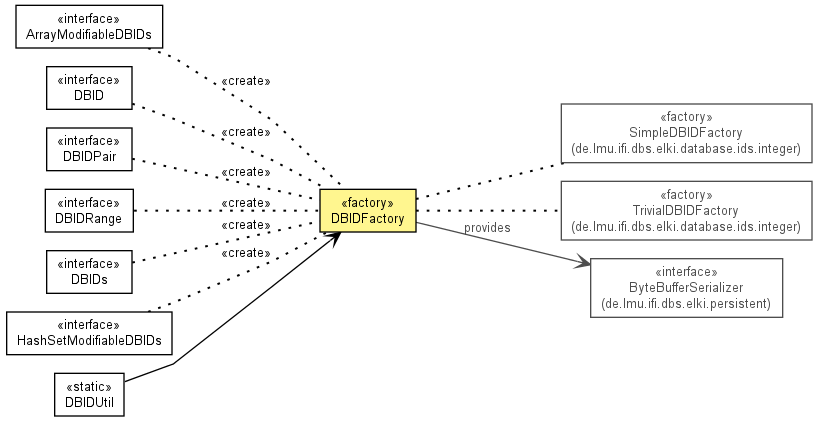 «interface»
ArrayModifiableDBIDs
«interface»
DBID
«interface»
DBIDPair
«interface»
DBIDRange
«interface»
DBIDs
«interface»
HashSetModifiableDBIDs
«static»
DBIDUtil
«create»
«create»
«create»
«create»
«create»
«create»
«factory»
DBIDFactory
provides
«factory»
SimpleDBIDFactory
(de.lmu.ifi.dbs.elki.database.ids.integer)
«factory»
TrivialDBIDFactory
(de.lmu.ifi.dbs.elki.database.ids.integer)
«interface»
ByteBufferSerializer
(de.lmu.ifi.dbs.elki.persistent)